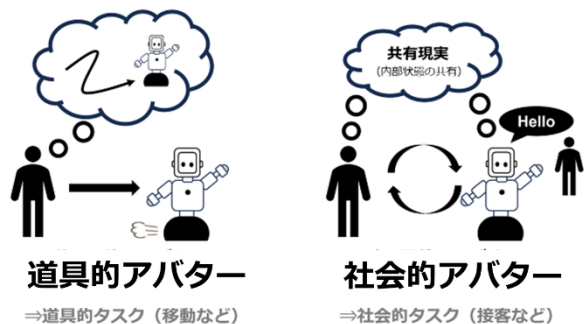 共有現実
(内部状態の共有)
Hello
道具的アバター
社会的アバター
⇒道具的タスク（移動など）
⇒社会的タスク（接客など）